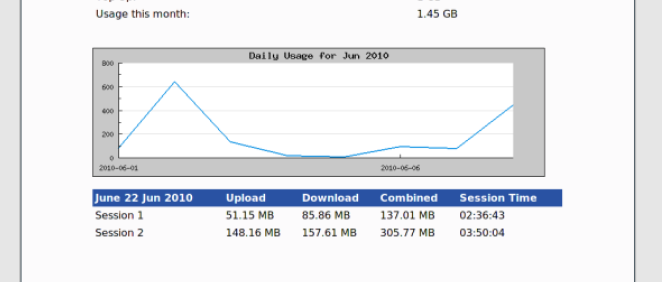 Usage this month: 1.45 GB
Daily Usage for Jun 2010
800
600
400
200
0
2010-06-01 2010-06-06
June 22 Jun 2010 Upload Download Combined Session Time
Session 1 51.15 MB 85.86 MB 137.01 MB 02:36:43
Session 2 148.16 MB 157.61 MB 305.77 MB 03:50:04